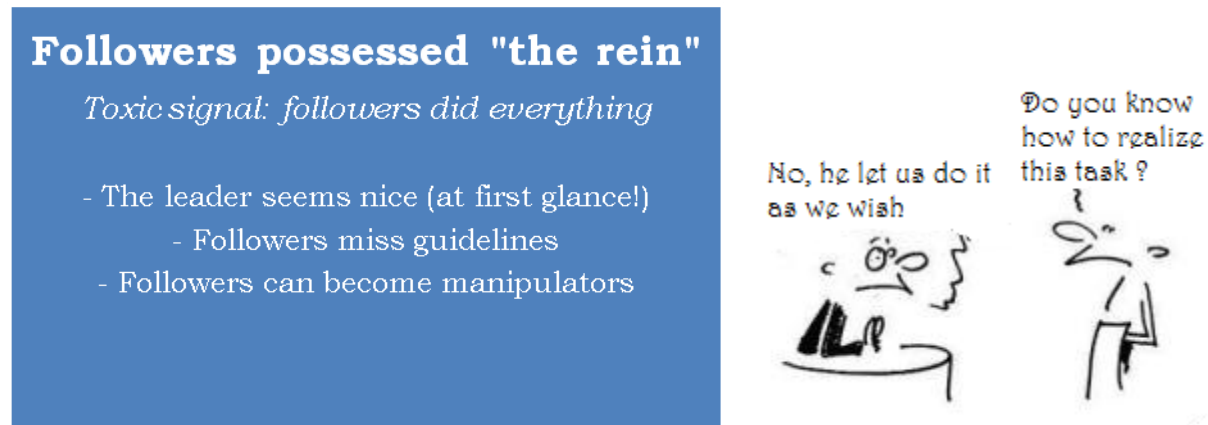 Followers possessed "the rein"
Toxic signal: followers did everything
- The leader seems nice (at first glance!)
- Followers miss guidelines
- Followers can become manipulators
Do you know
how to realize
this task ?
No, he let us do it
as we wish